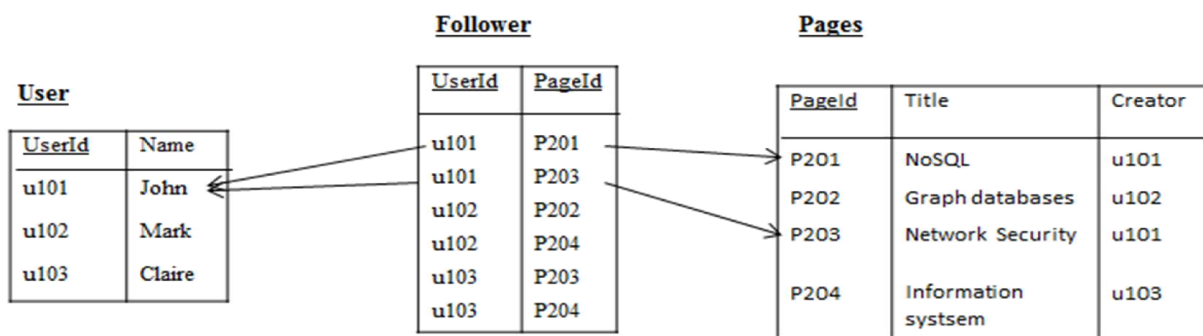 User
UserId Name
u101 John
u102 Mark
u103 Claire
Follower
UserId PageId
u101 P201
u101 P203
u102 P202
u102 P204
u103 P203
u103 P204
Pages
PageId Title Creator
P201 NoSQL u101
P202 Graph databases u102
P203 Network Security u101
P204 Information u103
systsem